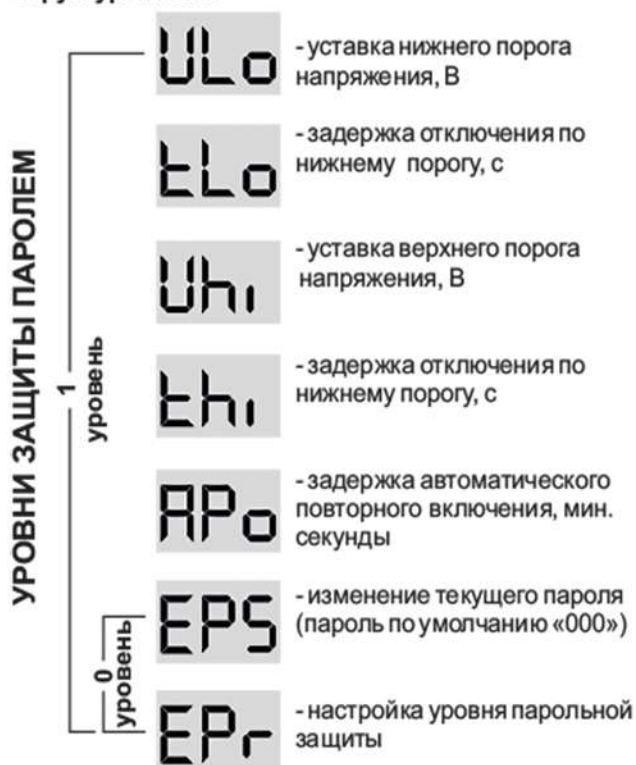 УРОВНИ ЗАЩИТЫ ПАРОЛЕМ
1
уровень
0
уровень
ULo
- уставка нижнего порога
напряжения, В
tLo
- задержка отключения по
нижнему порогу, с
Uhı
- уставка верхнего порога
напряжения, В
thı
- задержка отключения по
нижнему порогу, с
APo
- задержка автоматического
повторного включения, мин.
секунды
EPS
- изменение текущего пароля
(пароль по умолчанию «000»)
EPr
- настройка уровня парольной
защиты